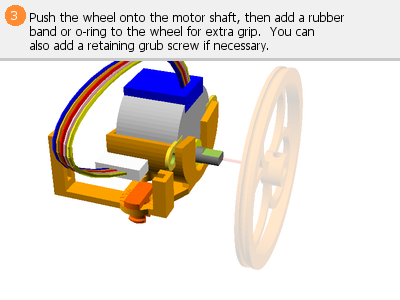 3 Push the wheel onto the motor shaft, then add a rubber
band or o-ring to the wheel for extra grip.  You can
also add a retaining grub screw if necessary.